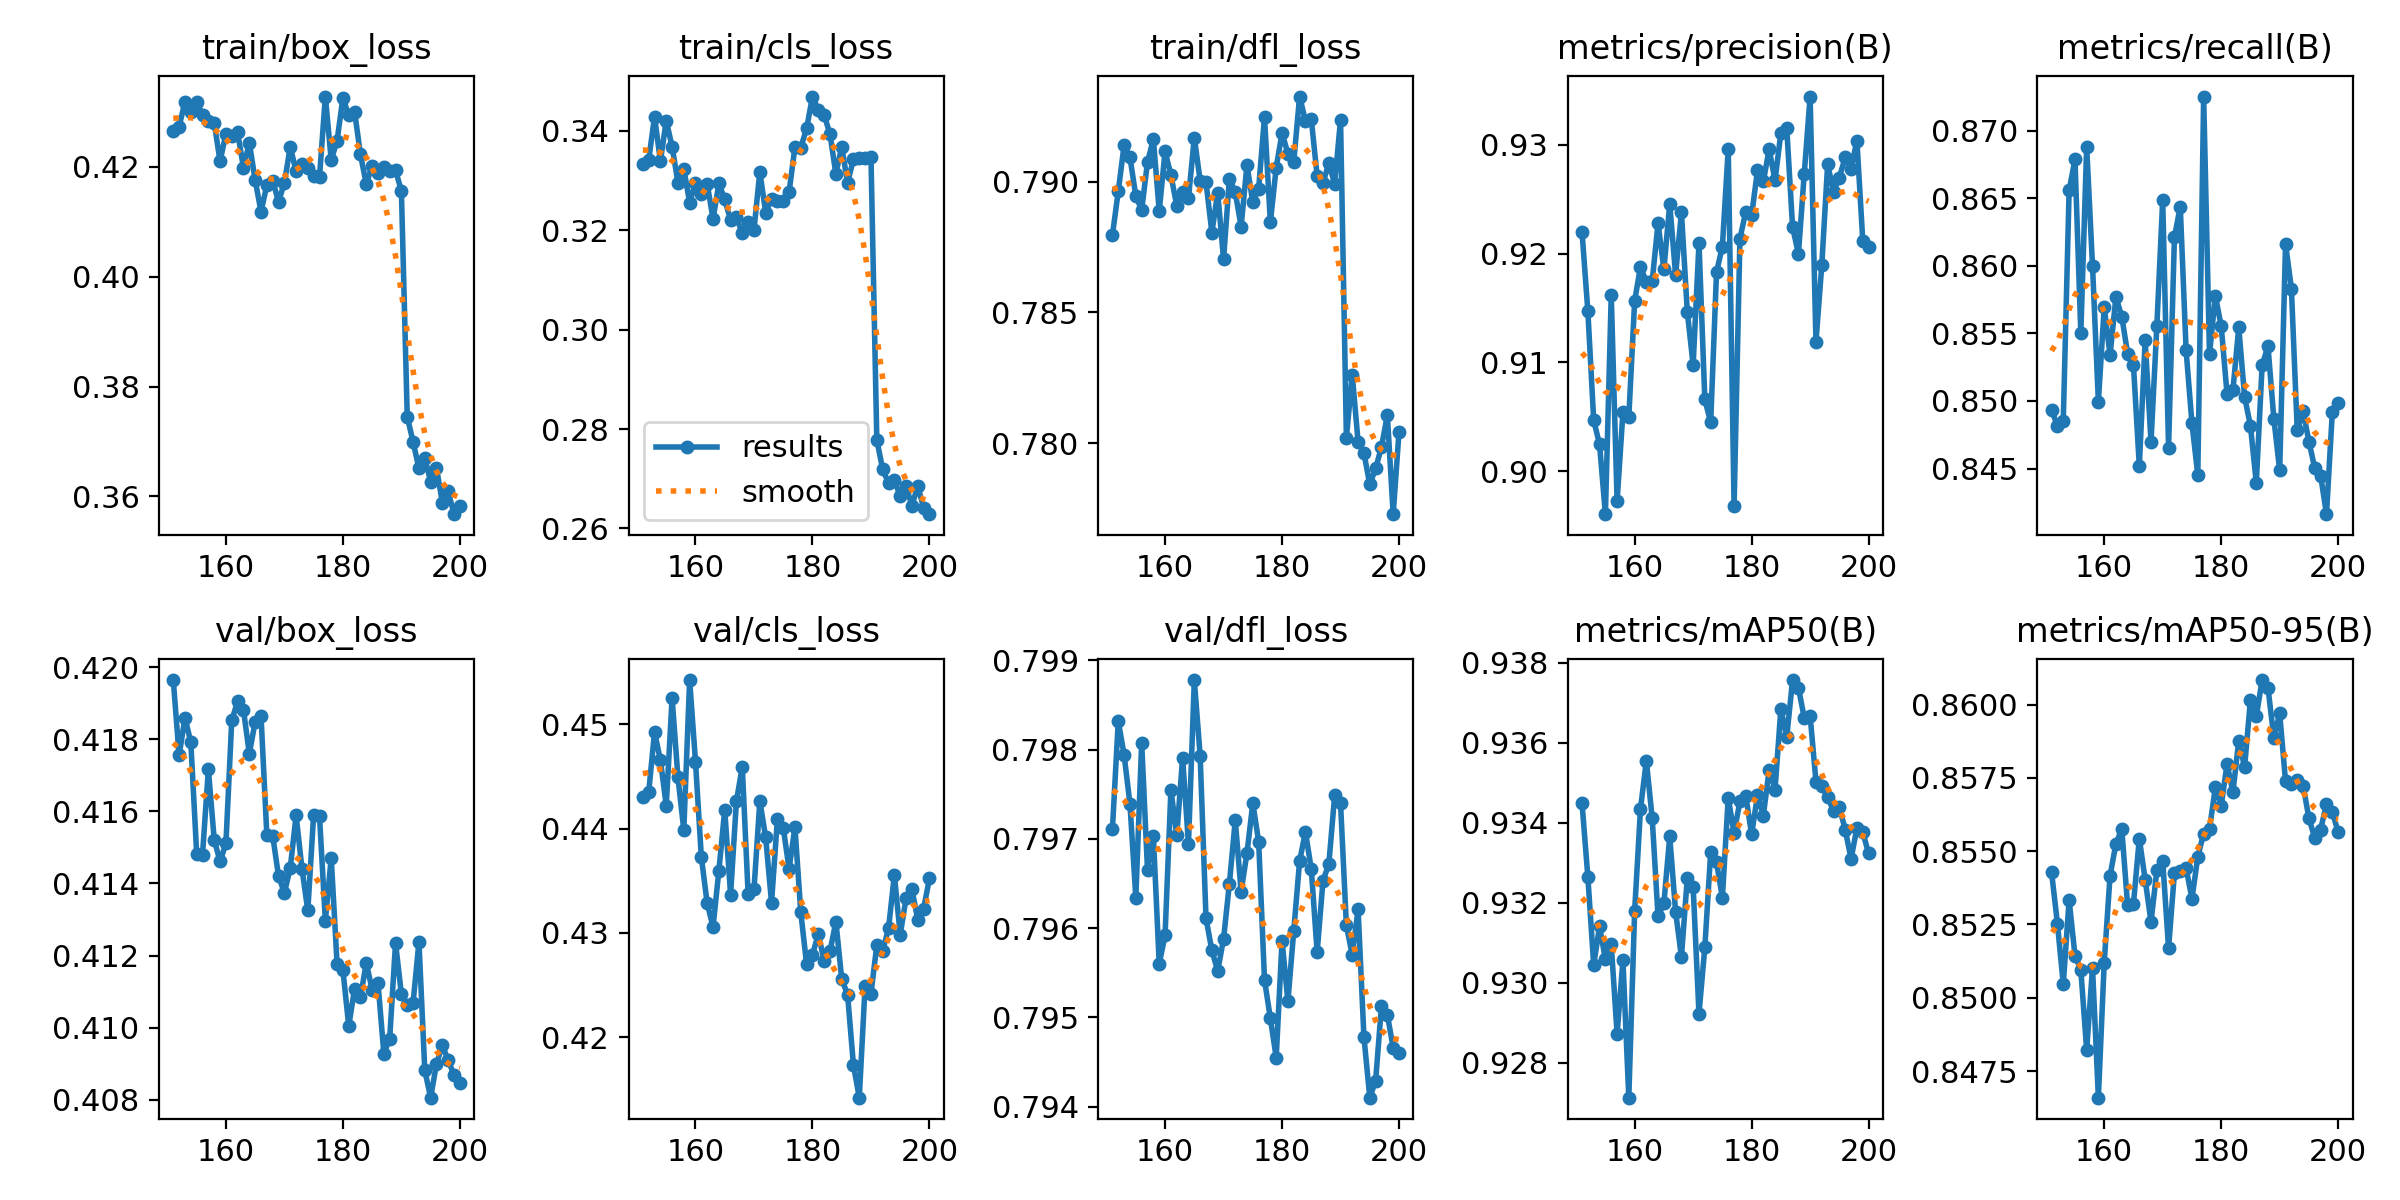 train/box_loss
0.42
0.40
0.38
0.36
160 180 200
train/cls_loss
0.34
0.32
0.30
0.28
0.26
results
smooth
160 180 200
train/dfl_loss
0.790
0.785
0.780
160 180 200
metrics/precision(B)
0.93
0.92
0.91
0.90
160 180 200
metrics/recall(B)
0.870
0.865
0.860
0.855
0.850
0.845
160 180 200
val/box_loss
0.420
0.418
0.416
0.414
0.412
0.410
0.408
160 180 200
val/cls_loss
0.45
0.44
0.43
0.42
160 180 200
val/dfl_loss
0.799
0.798
0.797
0.796
0.795
0.794
160 180 200
metrics/mAP50(B)
0.938
0.936
0.934
0.932
0.930
0.928
160 180 200
metrics/mAP50-95(B)
0.8600
0.8575
0.8550
0.8525
0.8500
0.8475
160 180 200